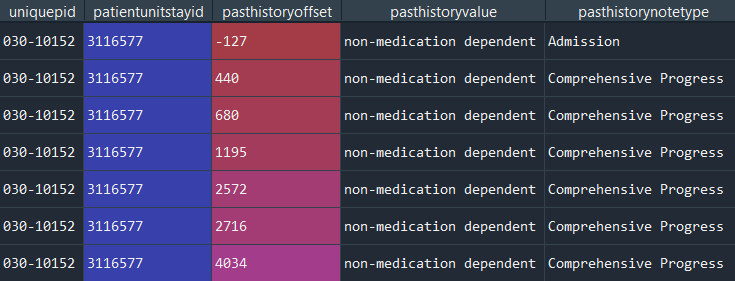 uniquepid patientunitstayid pasthistoryoffset pasthistoryvalue pasthistorynotetype
030-10152 3116577 -127 non-medication dependent Admission
030-10152 3116577 440 non-medication dependent Comprehensive Progress
030-10152 3116577 680 non-medication dependent Comprehensive Progress
030-10152 3116577 1195 non-medication dependent Comprehensive Progress
030-10152 3116577 2572 non-medication dependent Comprehensive Progress
030-10152 3116577 2716 non-medication dependent Comprehensive Progress
030-10152 3116577 4034 non-medication dependent Comprehensive Progress